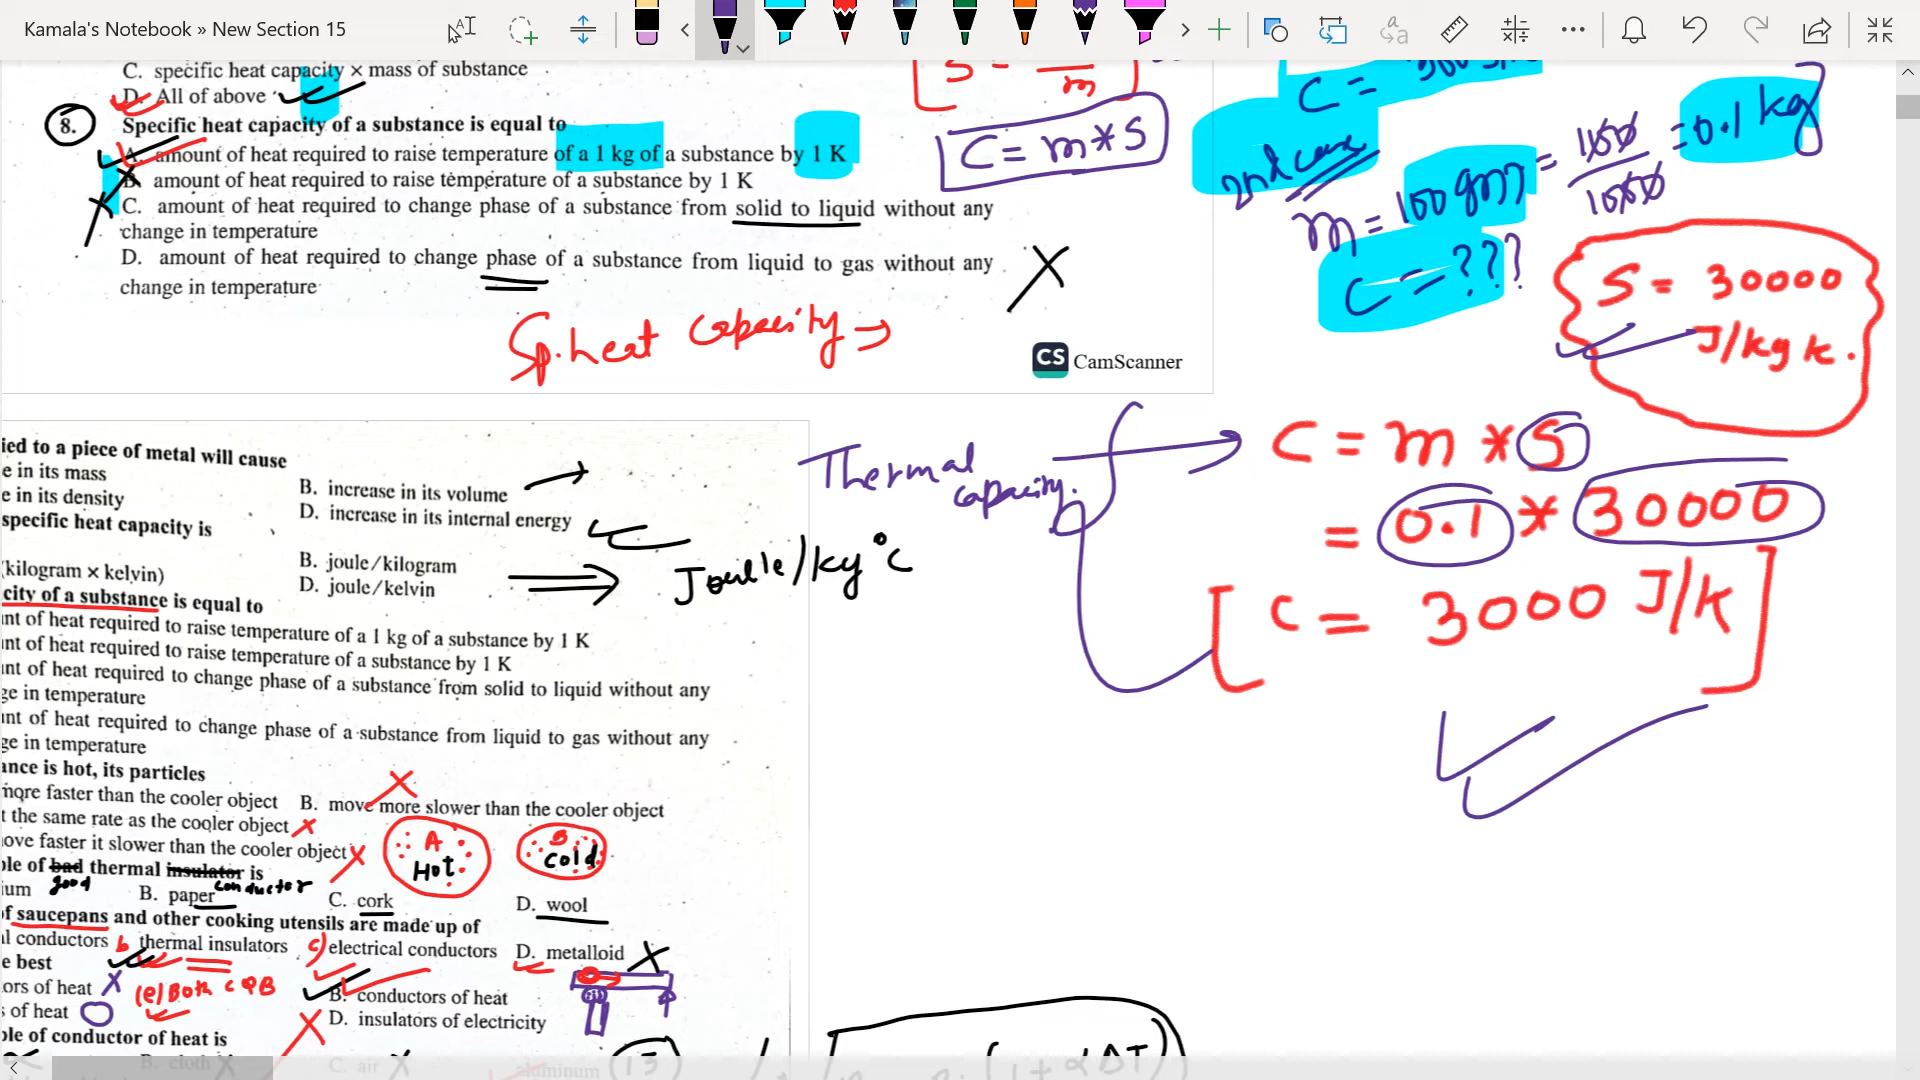 Kamala's Notebook » New Section 15
C. specific heat capacity × mass of substance
D. All of above
8. Specific heat capacity of a substance is equal to
A. amount of heat required to raise temperature of a 1 kg of a substance by 1 K
B. amount of heat required to raise temperature of a substance by 1 K
C. amount of heat required to change phase of a substance from solid to liquid without any
change in temperature
D. amount of heat required to change phase of a substance from liquid to gas without any
change in temperature
Sp. heat capacity →
CS CamScanner
m
C = m * S
C =
2nd case
m = 100 gm = 100/1000 = 0.1 kg
C = ???
S = 30000
J/kg K.
Thermal
capacity.
C = m * S
= 0.1 * 30000
[ C = 3000 J/K ]
ied to a piece of metal will cause
e in its mass
B. increase in its volume
e in its density
D. increase in its internal energy
specific heat capacity is
B. joule/kilogram
(kilogram × kelvin)
D. joule/kelvin
Joule/kg°C
city of a substance is equal to
int of heat required to raise temperature of a 1 kg of a substance by 1 K
int of heat required to raise temperature of a substance by 1 K
int of heat required to change phase of a substance from solid to liquid without any
ge in temperature
int of heat required to change phase of a substance from liquid to gas without any
ge in temperature
ance is hot, its particles
more faster than the cooler object B. move more slower than the cooler object
t the same rate as the cooler object
ove faster it slower than the cooler object
A
Hot
B
cold
ple of bad thermal insulator is
good
conductor
ium B. paper C. cork D. wool
of saucepans and other cooking utensils are made up of
al conductors b thermal insulators c) electrical conductors D. metalloid
e best
ors of heat
(e) Both C & B
B. conductors of heat
s of heat
D. insulators of electricity
ple of conductor of heat is
B. cloth C. air aluminum
13
(1 + α ΔT)